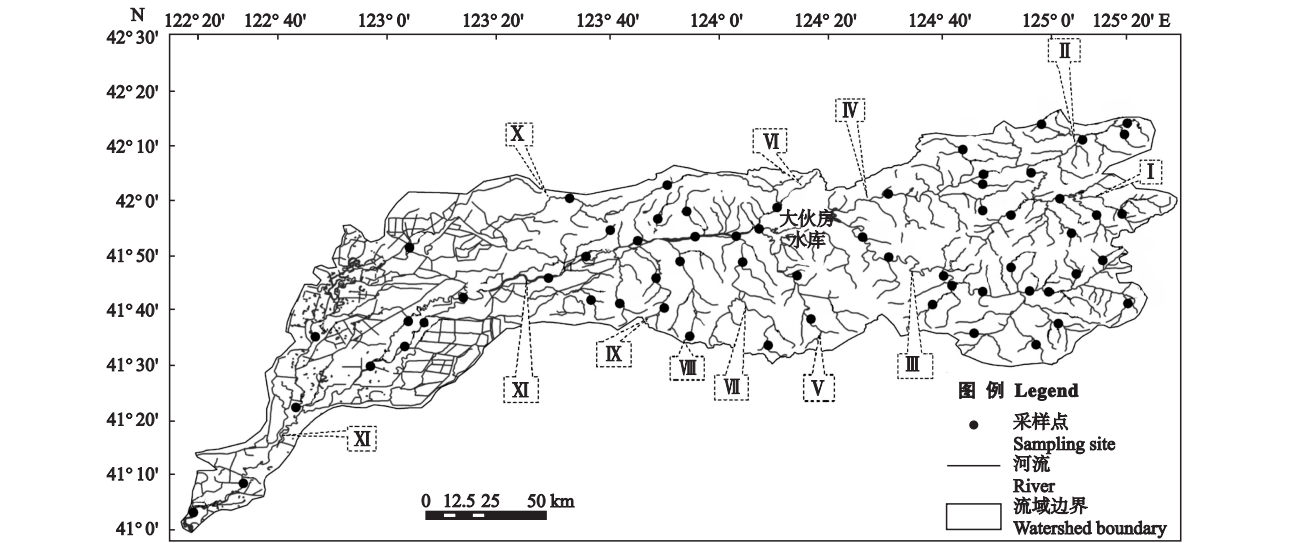 N
122° 20' 122° 40' 123° 0' 123° 20' 123° 40' 124° 0' 124° 20' 124° 40' 125° 0' 125° 20' E
42° 30'
42° 20'
42° 10'
42° 0'
41° 50'
41° 40'
41° 30'
41° 20'
41° 10'
41° 0'
Ⅱ
Ⅳ
Ⅹ
Ⅵ
Ⅰ
大伙房
水库
Ⅸ
Ⅷ
Ⅺ
Ⅶ
Ⅴ
Ⅲ
Ⅺ
图 例 Legend
采样点
Sampling site
河流
River
流域边界
Watershed boundary
0 12.5 25 50 km